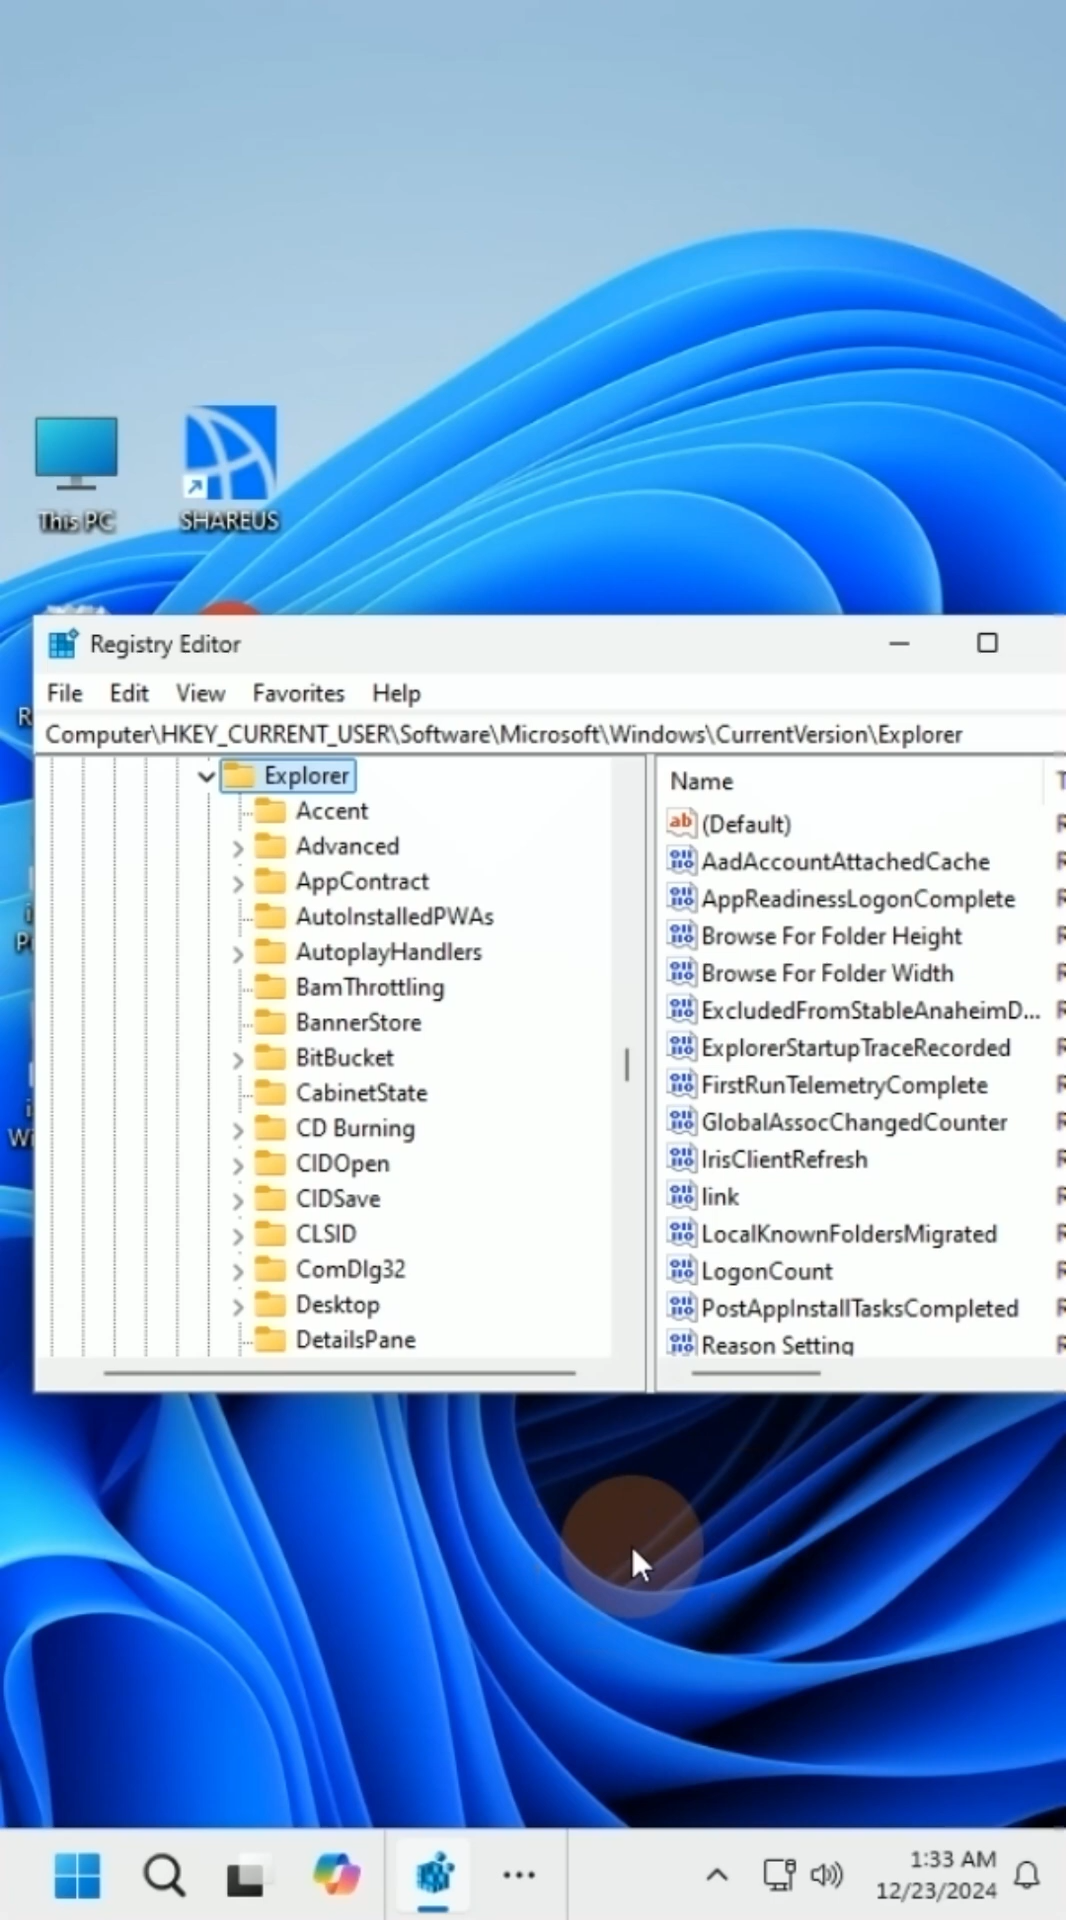 This PC
SHAREUS
Registry Editor
File Edit View Favorites Help
Computer\HKEY_CURRENT_USER\Software\Microsoft\Windows\CurrentVersion\Explorer
Explorer
Accent
Advanced
AppContract
AutoInstalledPWAs
AutoplayHandlers
BamThrottling
BannerStore
BitBucket
CabinetState
CD Burning
CIDOpen
CIDSave
CLSID
ComDlg32
Desktop
DetailsPane
Name
ab (Default)
AadAccountAttachedCache
AppReadinessLogonComplete
Browse For Folder Height
Browse For Folder Width
ExcludedFromStableAnaheimD...
ExplorerStartupTraceRecorded
FirstRunTelemetryComplete
GlobalAssocChangedCounter
IrisClientRefresh
link
LocalKnownFoldersMigrated
LogonCount
PostAppInstallTasksCompleted
Reason Setting
1:33 AM
12/23/2024